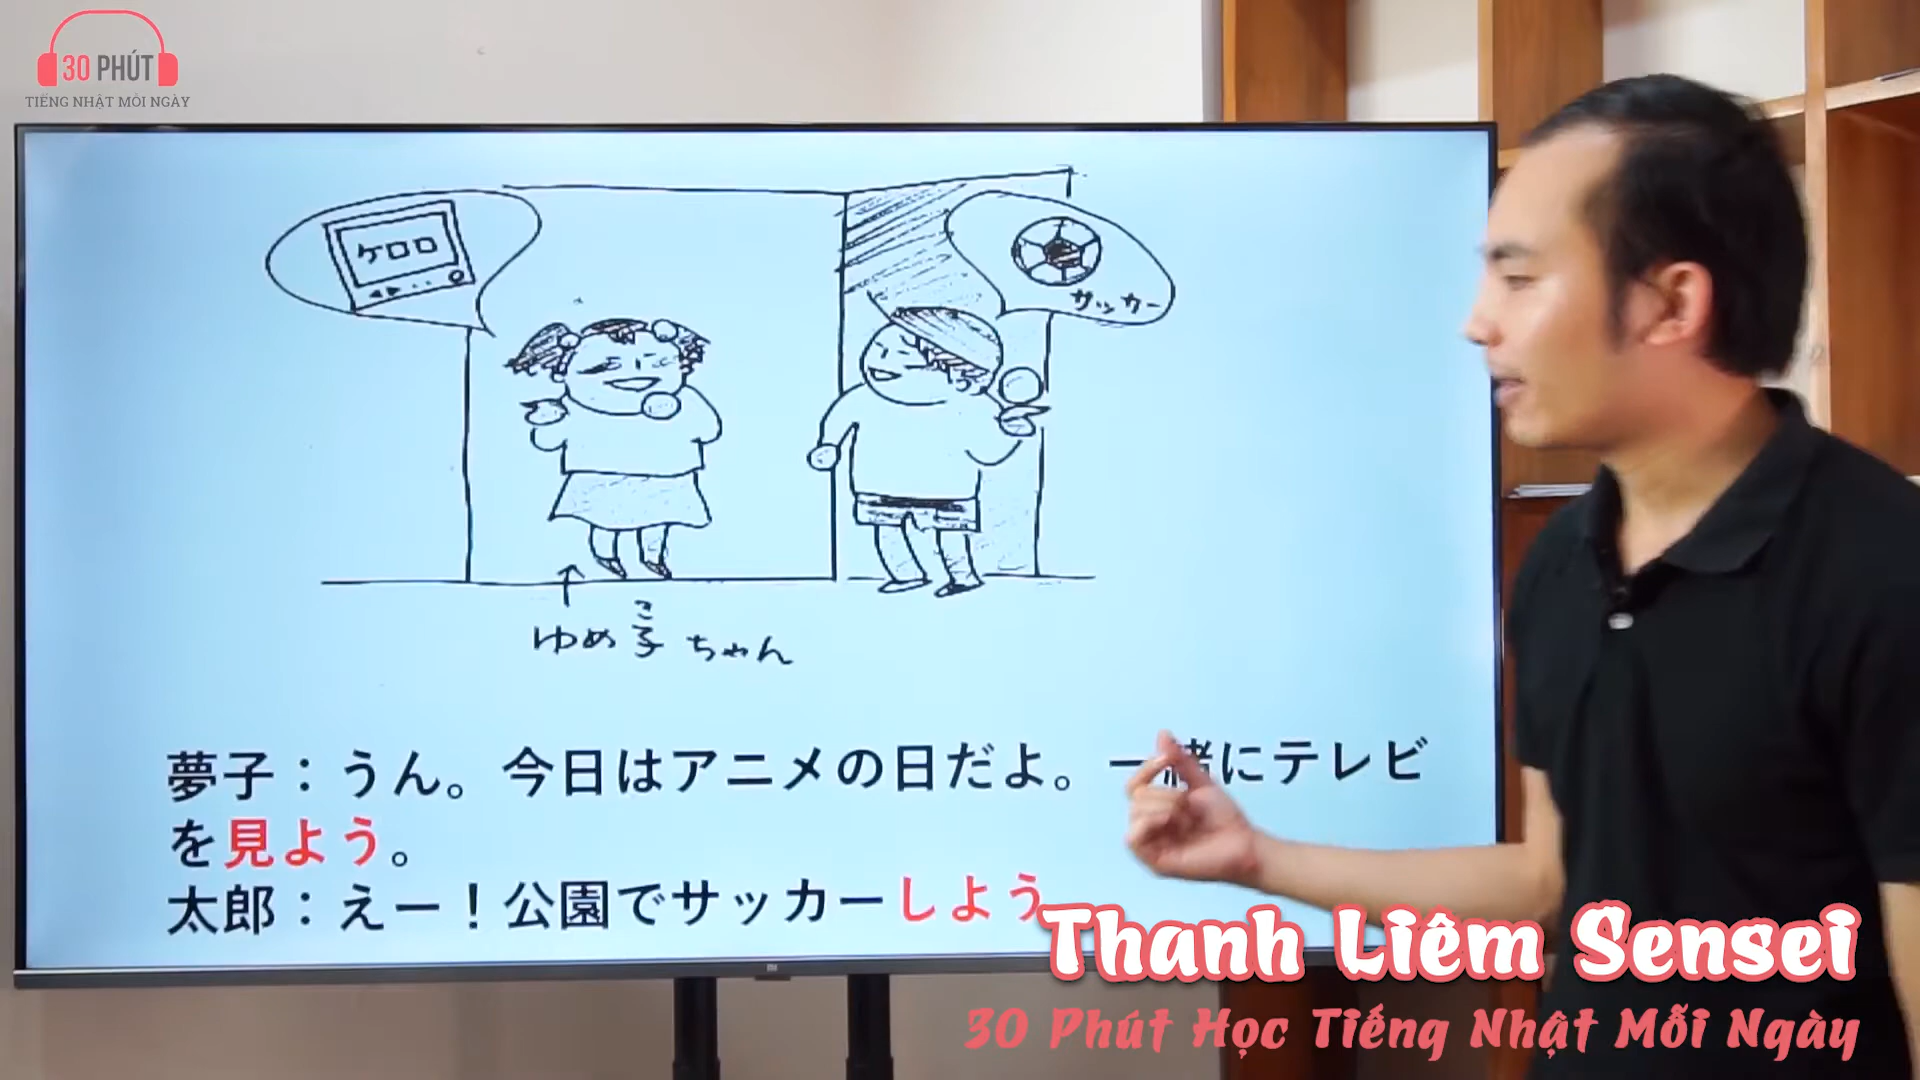 30 PHÚT
TIẾNG NHẬT MỖI NGÀY
ケロロ
サッカー
こ
ゆめ子ちゃん
夢子：うん。今日はアニメの日だよ。一緒にテレビ
を見よう。
太郎：えー！公園でサッカーしよう
Thanh Liêm Sensei
30 Phút Học Tiếng Nhật Mỗi Ngày